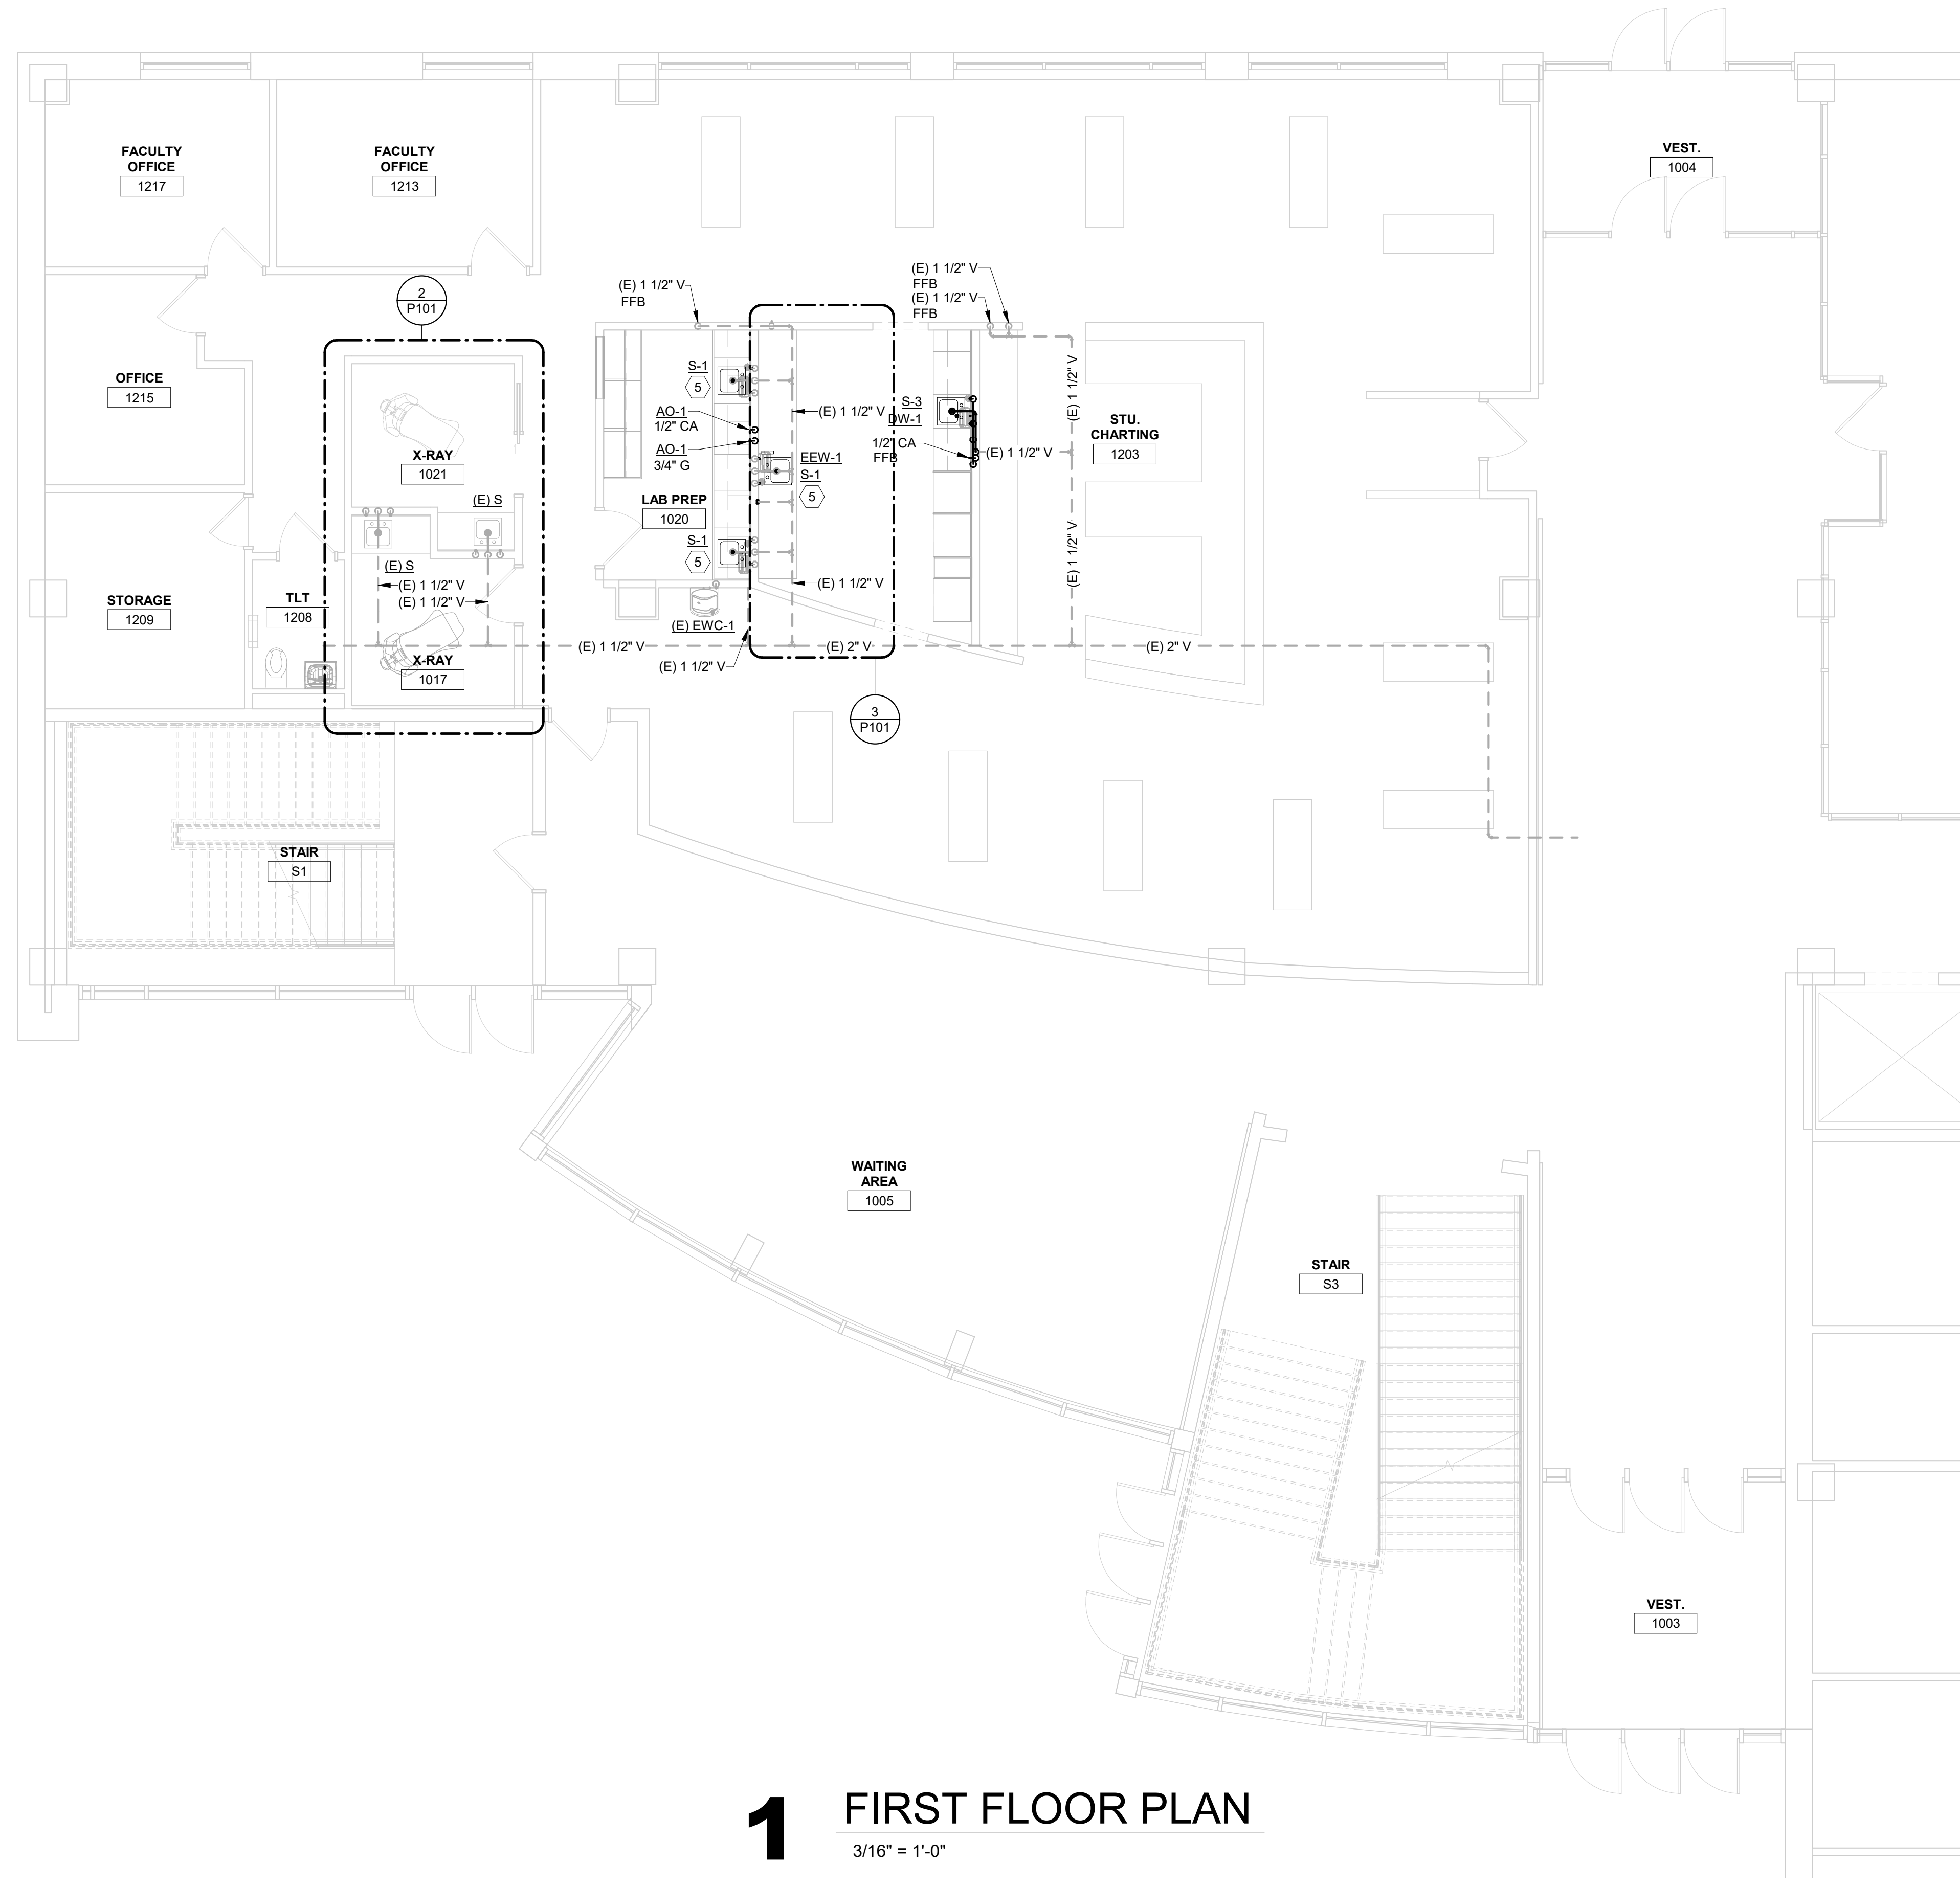 FACULTY
OFFICE
1217
FACULTY
OFFICE
1213
VEST.
1004
2
P101
(E) 1 1/2" V
FFB
(E) 1 1/2" V
FFB
(E) 1 1/2" V
FFB
OFFICE
1215
X-RAY
1021
(E) S
S-1
5
AO-1
1/2" CA
AO-1
3/4" G
(E) 1 1/2" V
EEW-1
S-1
5
LAB PREP
1020
S-1
5
S-3
DW-1
1/2" CA
FFB
(E) 1 1/2" V
(E) 1 1/2" V
(E) 1 1/2" V
STU.
CHARTING
1203
(E) S
(E) 1 1/2" V
(E) 1 1/2" V
(E) 1 1/2" V
STORAGE
1209
TLT
1208
X-RAY
1017
(E) EWC-1
(E) 1 1/2" V
(E) 1 1/2" V
(E) 2" V
(E) 2" V
3
P101
STAIR
S1
WAITING
AREA
1005
STAIR
S3
VEST.
1003
1
FIRST FLOOR PLAN
3/16" = 1'-0"